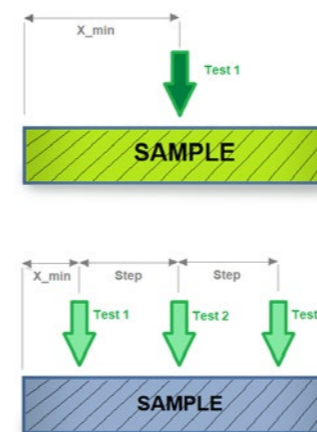 X_min
Test 1
SAMPLE
X_min Step Step
Test 1 Test 2 Test
SAMPLE